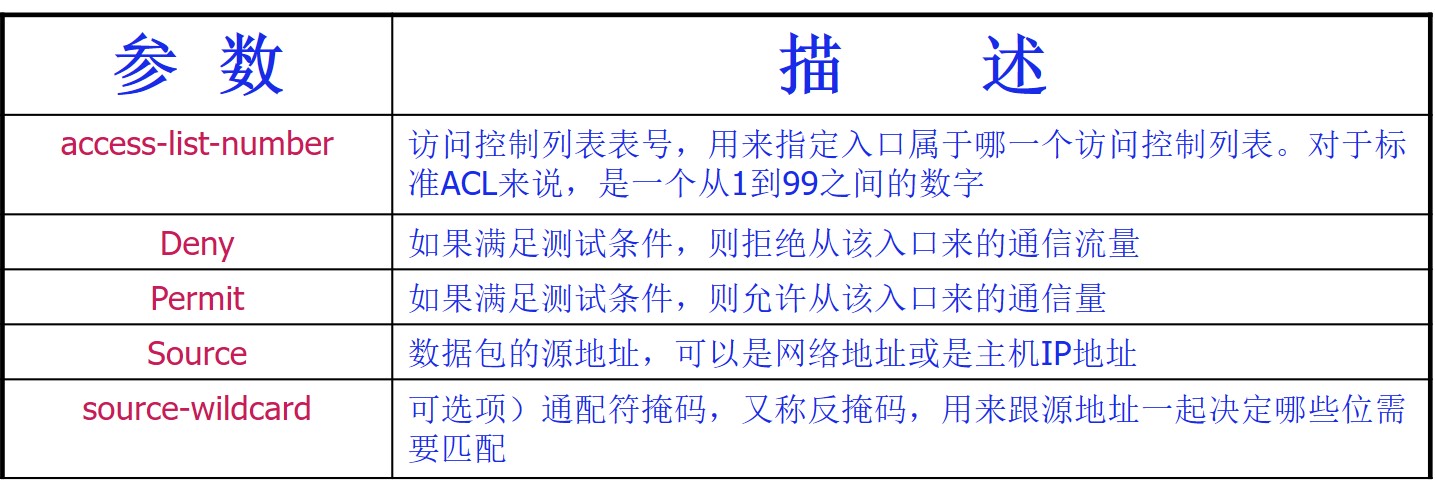 参 数 描 述
access-list-number
访问控制列表表号，用来指定入口属于哪一个访问控制列表。对于标
准ACL来说，是一个从1到99之间的数字
Deny
如果满足测试条件，则拒绝从该入口来的通信流量
Permit
如果满足测试条件，则允许从该入口来的通信量
Source
数据包的源地址，可以是网络地址或是主机IP地址
source-wildcard
可选项）通配符掩码，又称反掩码，用来跟源地址一起决定哪些位需
要匹配